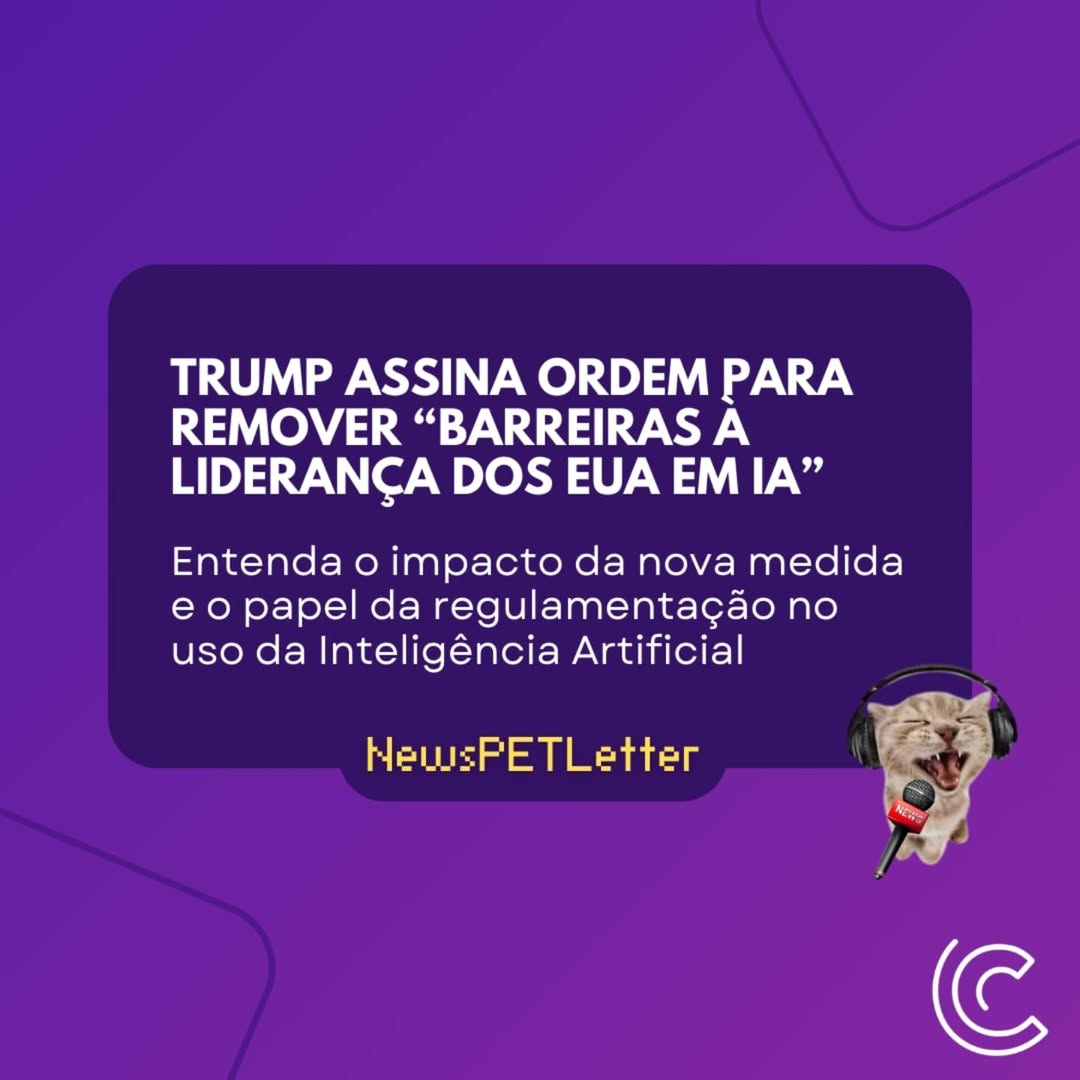 TRUMP ASSINA ORDEM PARA
REMOVER “BARREIRAS À
LIDERANÇA DOS EUA EM IA”
Entenda o impacto da nova medida
e o papel da regulamentação no
uso da Inteligência Artificial
NewsPETLetter
NEWS